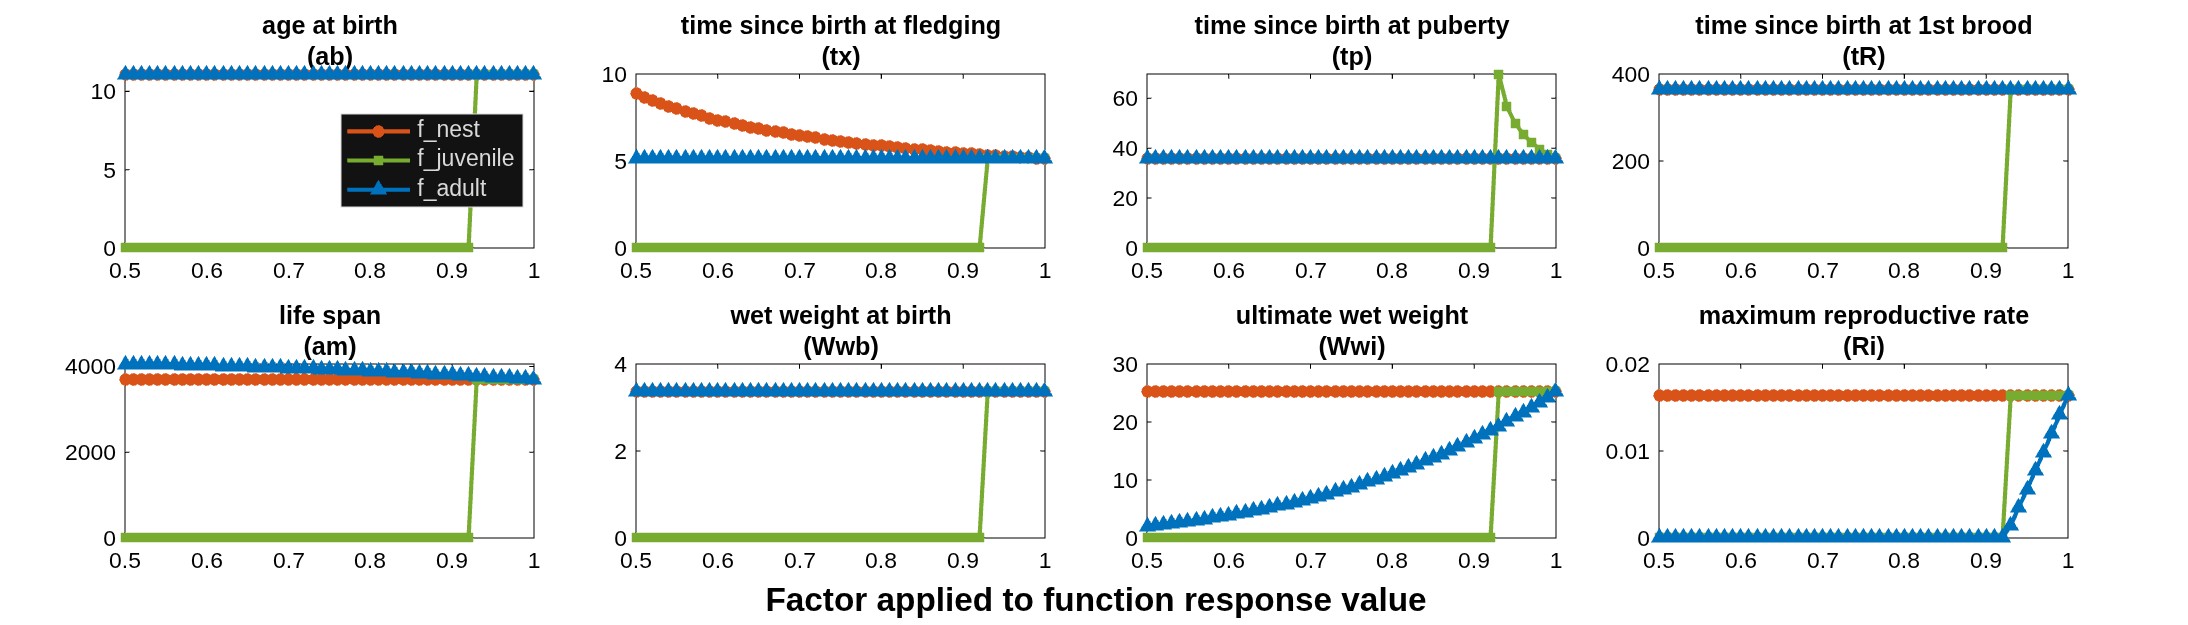 age at birth
(ab)
10
5
0
0.5 0.6 0.7 0.8 0.9 1
f_nest
f_juvenile
f_adult
time since birth at fledging
(tx)
10
5
0
0.5 0.6 0.7 0.8 0.9 1
time since birth at puberty
(tp)
60
40
20
0
0.5 0.6 0.7 0.8 0.9 1
time since birth at 1st brood
(tR)
400
200
0
0.5 0.6 0.7 0.8 0.9 1
life span
(am)
4000
2000
0
0.5 0.6 0.7 0.8 0.9 1
wet weight at birth
(Wwb)
4
2
0
0.5 0.6 0.7 0.8 0.9 1
ultimate wet weight
(Wwi)
30
20
10
0
0.5 0.6 0.7 0.8 0.9 1
maximum reproductive rate
(Ri)
0.02
0.01
0
0.5 0.6 0.7 0.8 0.9 1
Factor applied to function response value